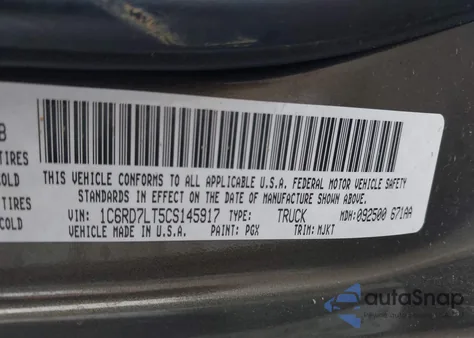 B
TIRES
COLD
TIRES
COLD
THIS VEHICLE CONFORMS TO ALL APPLICABLE U.S.A. FEDERAL MOTOR VEHICLE SAFETY
STANDARDS IN EFFECT ON THE DATE OF MANUFACTURE SHOWN ABOVE.
VIN: 1C6RD7LT5CS145917 TYPE: TRUCK MDH:092500 671AA
VEHICLE MADE IN U.S.A. PAINT: PGX TRIM: MJKT
autoSnap